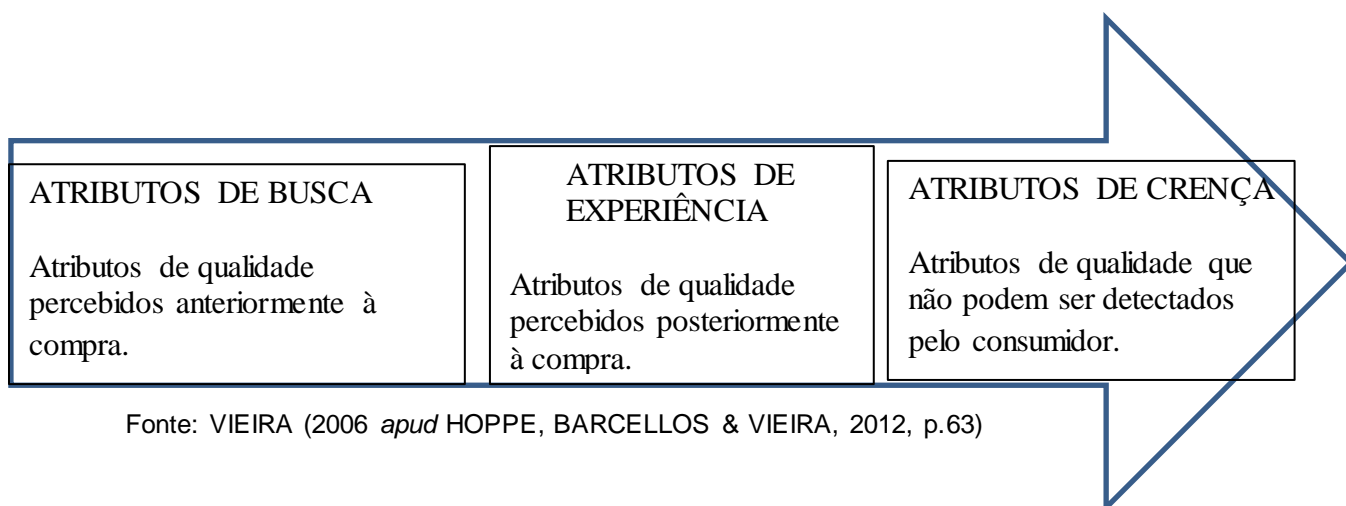 ATRIBUTOS DE BUSCA
Atributos de qualidade
percebidos anteriormente à
compra.
ATRIBUTOS DE
EXPERIÊNCIA
Atributos de qualidade
percebidos posteriormente
à compra.
ATRIBUTOS DE CRENÇA
Atributos de qualidade que
não podem ser detectados
pelo consumidor.
Fonte: VIEIRA (2006 apud HOPPE, BARCELLOS & VIEIRA, 2012, p.63)